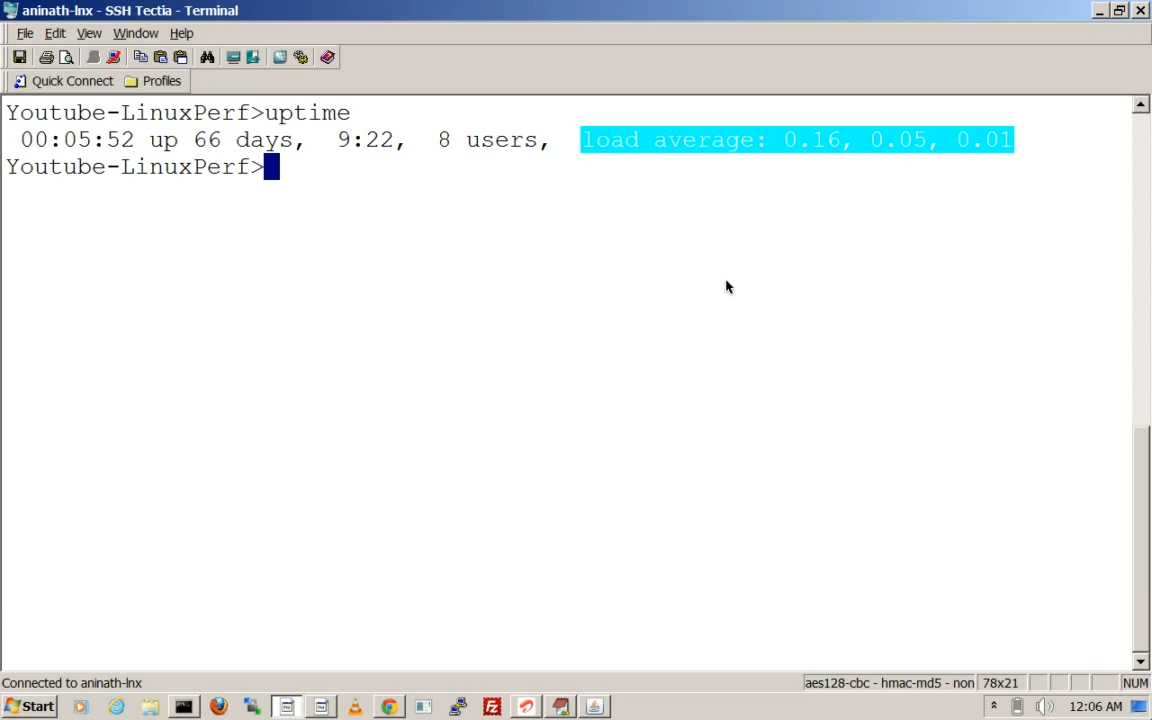 aninath-lnx - SSH Tectia - Terminal
File Edit View Window Help
Quick Connect Profiles
Youtube-LinuxPerf>uptime
00:05:52 up 66 days, 9:22, 8 users, load average: 0.16, 0.05, 0.01
Youtube-LinuxPerf>
Connected to aninath-lnx
aes128-cbc - hmac-md5 - non 78x21 NUM
Start 12:06 AM